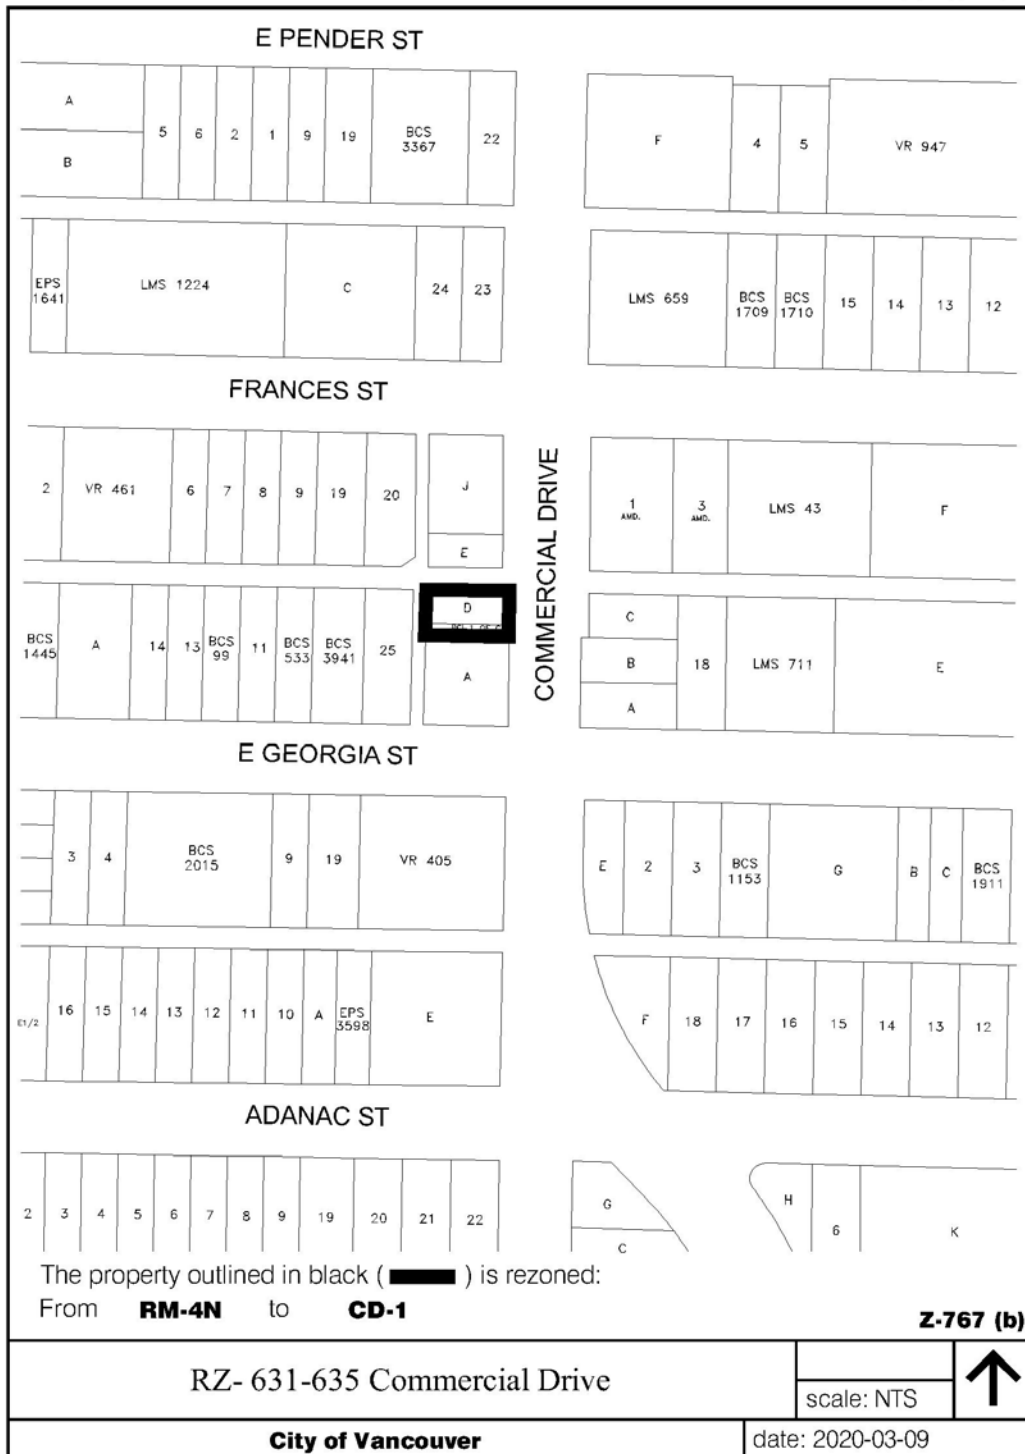 E PENDER ST
A
B
5 6 2 1 9 19 BCS 22
3367
F 4 5 VR 947
EPS
1641
LMS 1224 C 24 23
LMS 659 BCS BCS 15 14 13 12
1709 1710
FRANCES ST
2 VR 461 6 7 8 9 19 20
J
E
COMMERCIAL DRIVE
1 3 LMS 43 F
AMD. AMD.
BCS A 14 13 BCS 11 BCS BCS 25
1445 99 533 3941
D
A
C
B
A
18 LMS 711 E
E GEORGIA ST
3 4 BCS 9 19 VR 405
2015
E 2 3 BCS G B C BCS
1153 1911
E1/2 16 15 14 13 12 11 10 A EPS E
3598
F 18 17 16 15 14 13 12
ADANAC ST
2 3 4 5 6 7 8 9 19 20 21 22
G
C
H
6 K
The property outlined in black ( ) is rezoned:
From RM-4N to CD-1
Z-767 (b)
RZ- 631-635 Commercial Drive
scale: NTS
City of Vancouver
date: 2020-03-09